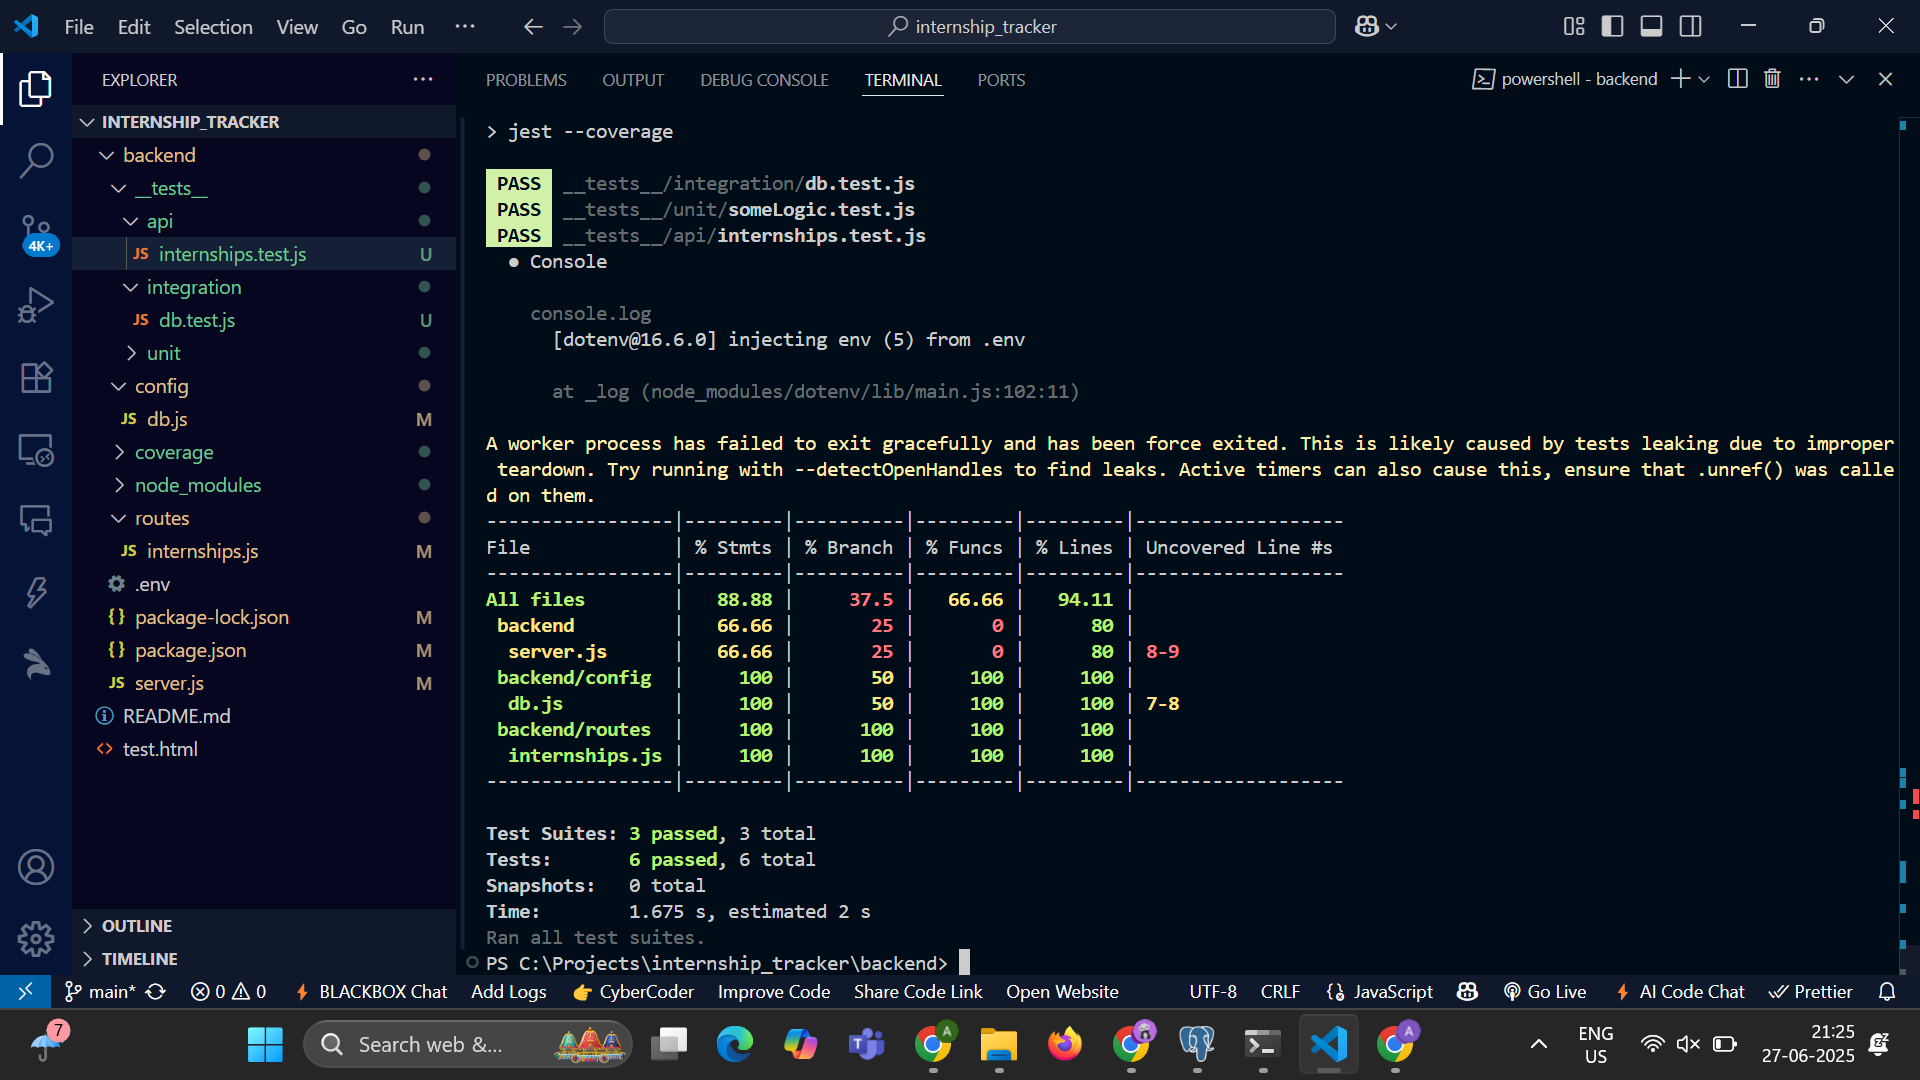 File Edit Selection View Go Run ···
internship_tracker
EXPLORER ···
INTERNSHIP_TRACKER
backend
__tests__
api
JS internships.test.js U
integration
JS db.test.js U
unit
config
JS db.js M
coverage
node_modules
routes
JS internships.js M
.env
{} package-lock.json M
{} package.json M
JS server.js M
README.md
<> test.html
OUTLINE
TIMELINE
4K+
PROBLEMS OUTPUT DEBUG CONSOLE TERMINAL PORTS
powershell - backend
> jest --coverage
PASS __tests__/integration/db.test.js
PASS __tests__/unit/someLogic.test.js
PASS __tests__/api/internships.test.js
● Console
console.log
[dotenv@16.6.0] injecting env (5) from .env
at _log (node_modules/dotenv/lib/main.js:102:11)
A worker process has failed to exit gracefully and has been force exited. This is likely caused by tests leaking due to improper
teardown. Try running with --detectOpenHandles to find leaks. Active timers can also cause this, ensure that .unref() was calle
d on them.
-----------------|---------|----------|---------|---------|-------------------
File | % Stmts | % Branch | % Funcs | % Lines | Uncovered Line #s
-----------------|---------|----------|---------|---------|-------------------
All files | 88.88 | 37.5 | 66.66 | 94.11 |
backend | 66.66 | 25 | 0 | 80 |
server.js | 66.66 | 25 | 0 | 80 | 8-9
backend/config | 100 | 50 | 100 | 100 |
db.js | 100 | 50 | 100 | 100 | 7-8
backend/routes | 100 | 100 | 100 | 100 |
internships.js | 100 | 100 | 100 | 100 |
-----------------|---------|----------|---------|---------|-------------------
Test Suites: 3 passed, 3 total
Tests: 6 passed, 6 total
Snapshots: 0 total
Time: 1.675 s, estimated 2 s
Ran all test suites.
PS C:\Projects\internship_tracker\backend>
main* 0 0 BLACKBOX Chat Add Logs CyberCoder Improve Code Share Code Link Open Website UTF-8 CRLF {} JavaScript Go Live AI Code Chat Prettier
7
Search web &...
A
A
ENG
US
21:25
27-06-2025